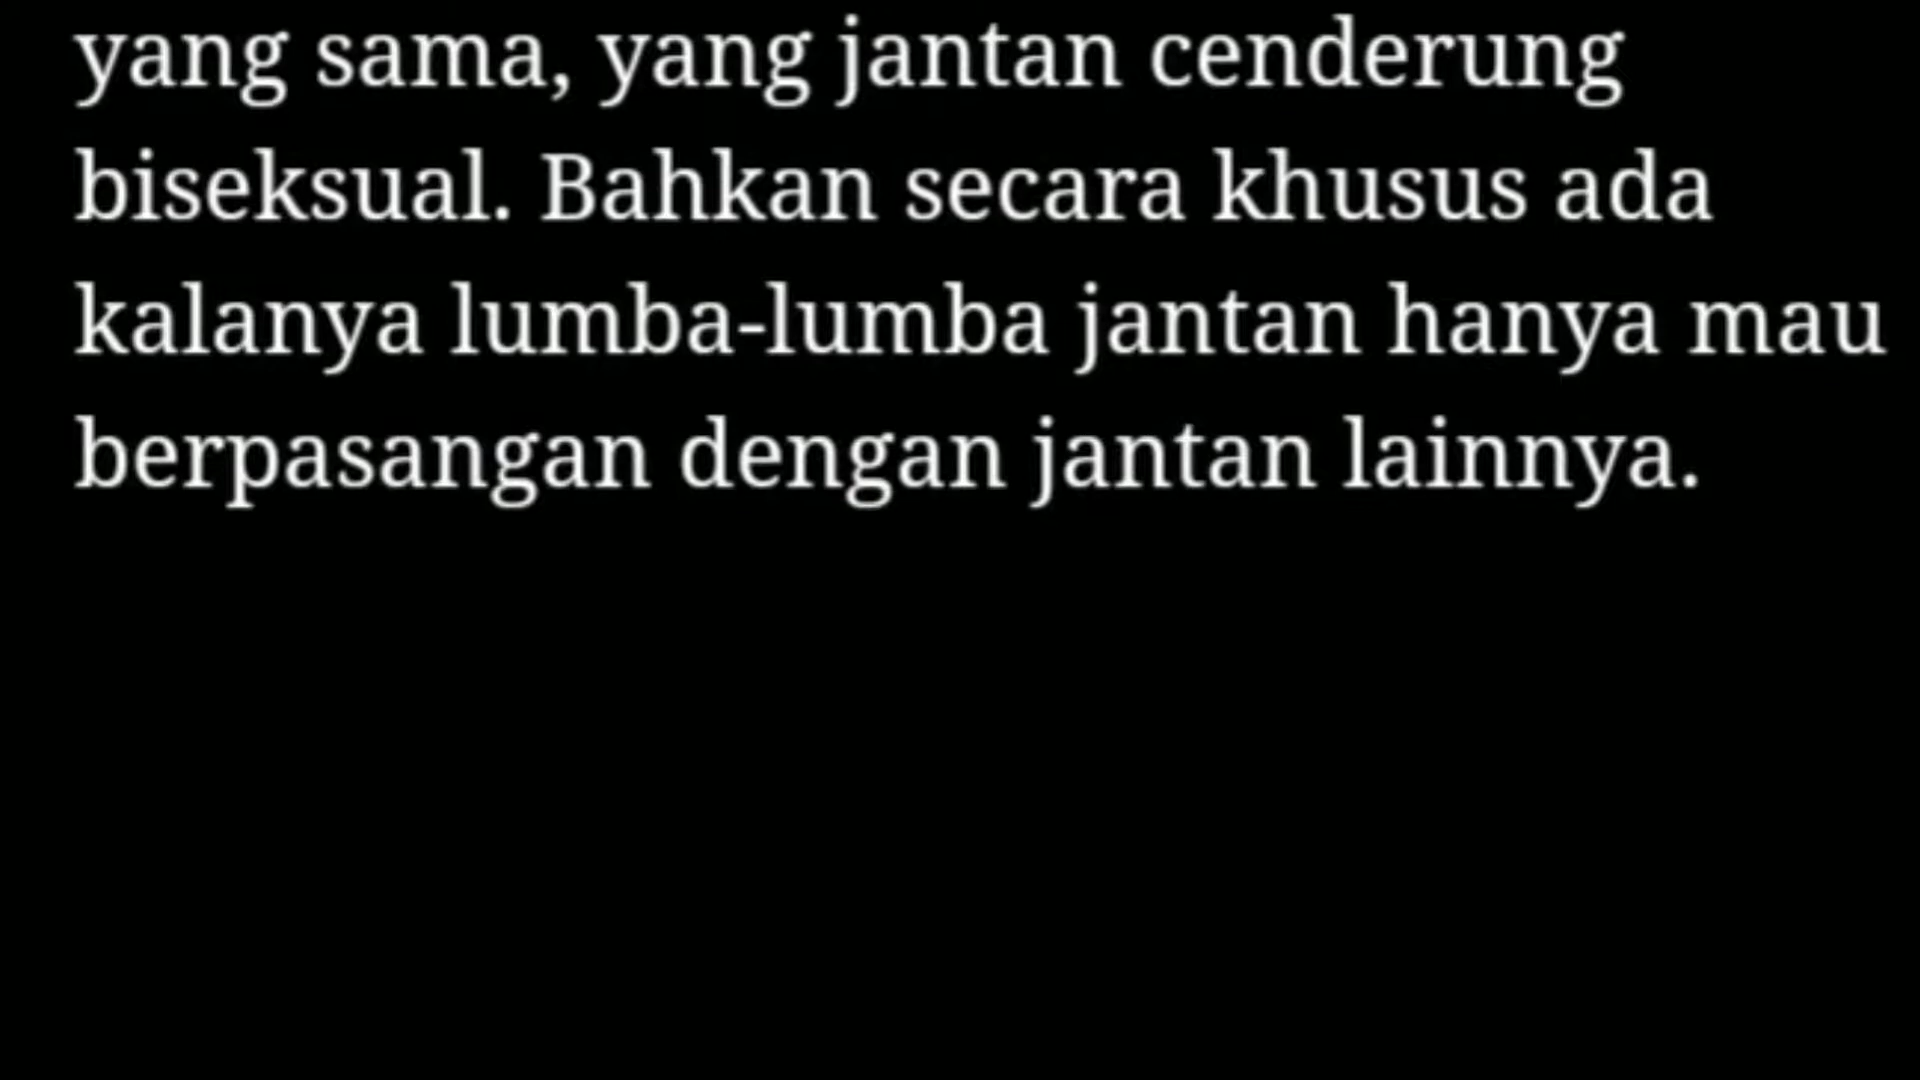 yang sama, yang jantan cenderung
biseksual. Bahkan secara khusus ada
kalanya lumba-lumba jantan hanya mau
berpasangan dengan jantan lainnya.